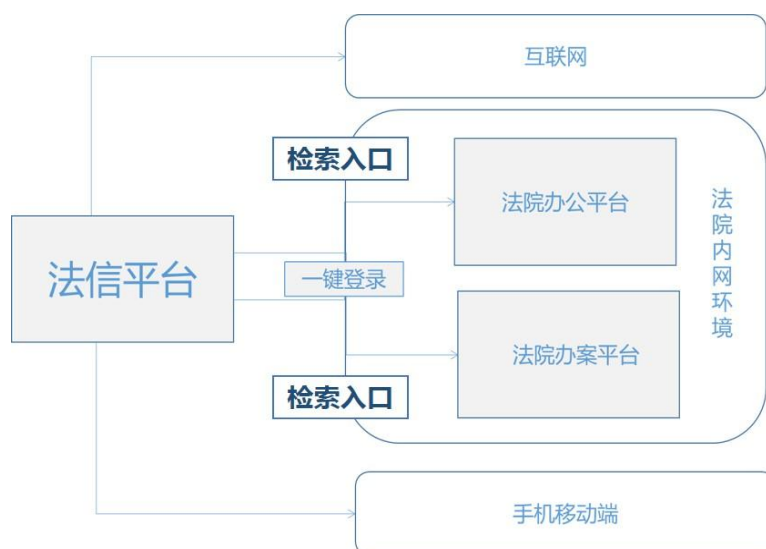 互联网
检索入口
法院办公平台
法院内网环境
法信平台
一键登录
法院办案平台
检索入口
手机移动端